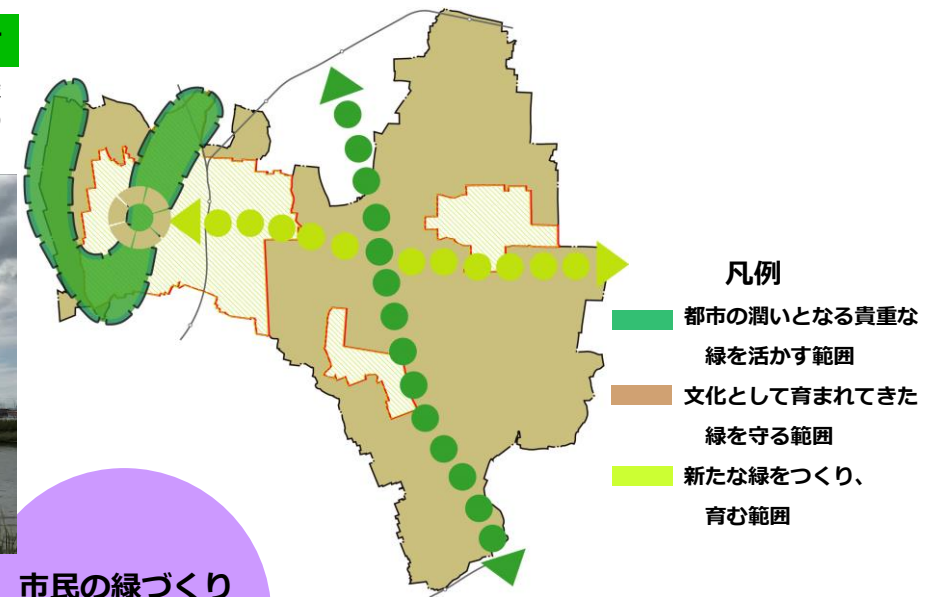 凡例
都市の潤いとなる貴重な
緑を活かす範囲
文化として育まれてきた
緑を守る範囲
新たな緑をつくり、
育む範囲
市民の緑づくり